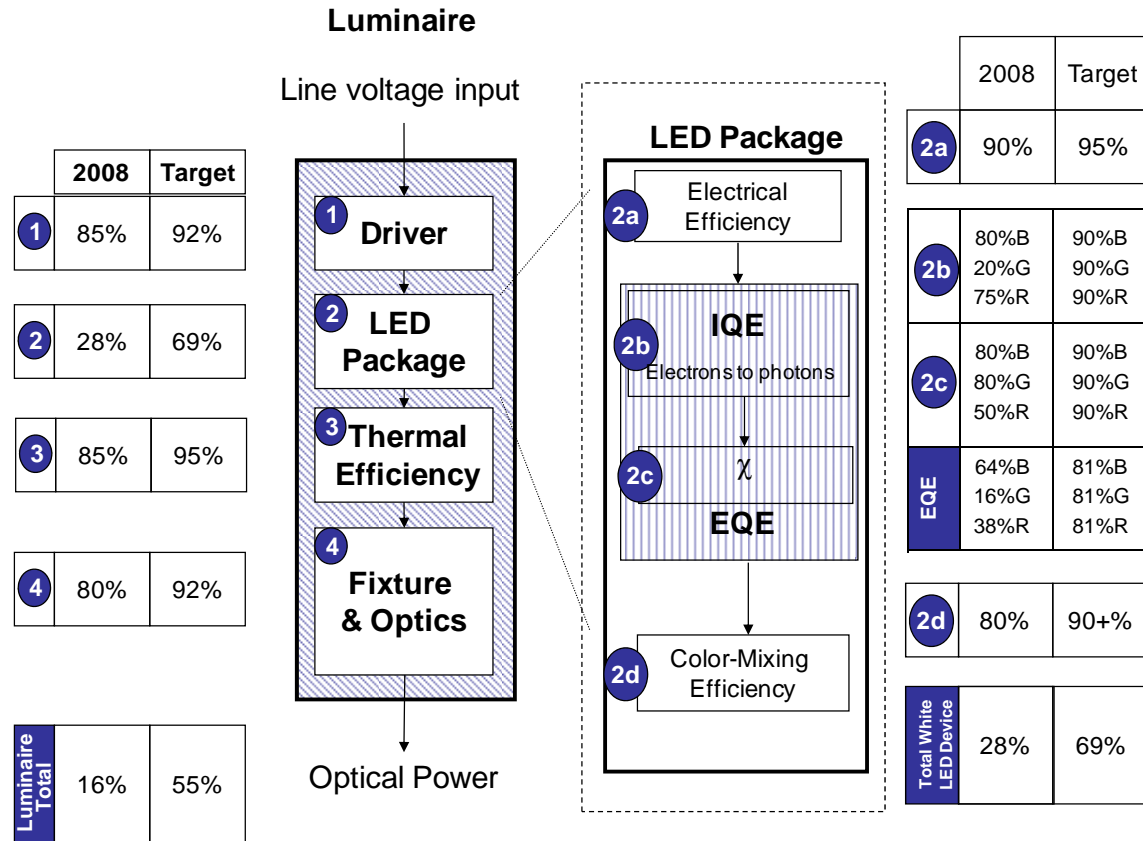 Luminaire
Line voltage input
2008 Target
1 85% 92%
2 28% 69%
3 85% 95%
4 80% 92%
Luminaire
Total
16% 55%
1
Driver
2
LED
Package
3
Thermal
Efficiency
4
Fixture
& Optics
Optical Power
LED Package
2a
Electrical
Efficiency
IQE
2b
Electrons to photons
2c
χ
EQE
2d
Color-Mixing
Efficiency
2008 Target
2a 90% 95%
2b
80%B 90%B
20%G 90%G
75%R 90%R
2c
80%B 90%B
80%G 90%G
50%R 90%R
EQE
64%B 81%B
16%G 81%G
38%R 81%R
2d 80% 90+%
Total White
LED Device
28% 69%